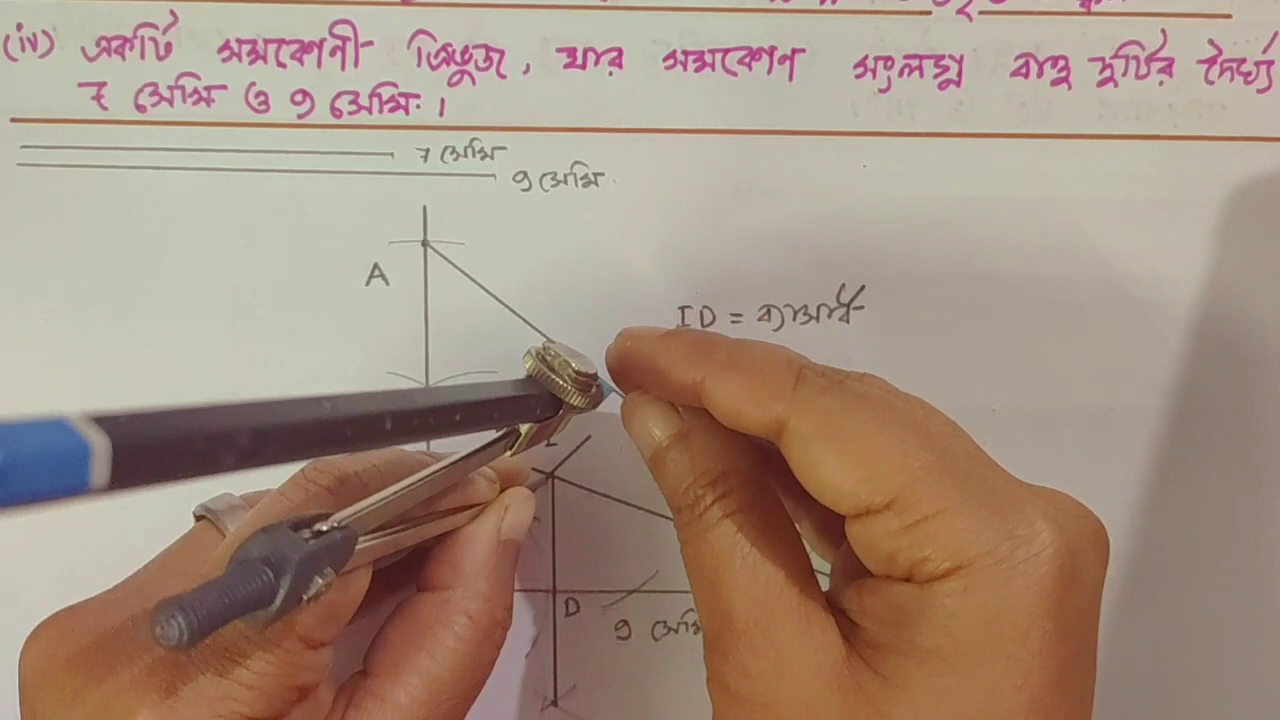 (iv) একটি সমকোণী ত্রিভুজ, যার সমকোণ সংলগ্ন বাহু দুটির দৈর্ঘ্য
৭ সেমি ও ৯ সেমি।
৭ সেমি
৯ সেমি.
A
ID = ব্যাসার্ধ
D
৯ সেমি